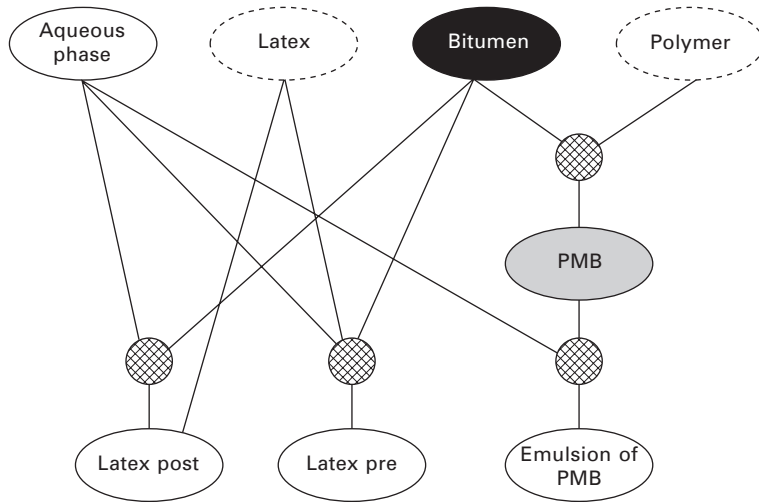 Aqueous
phase
Latex
Bitumen
Polymer
PMB
Latex post
Latex pre
Emulsion of
PMB